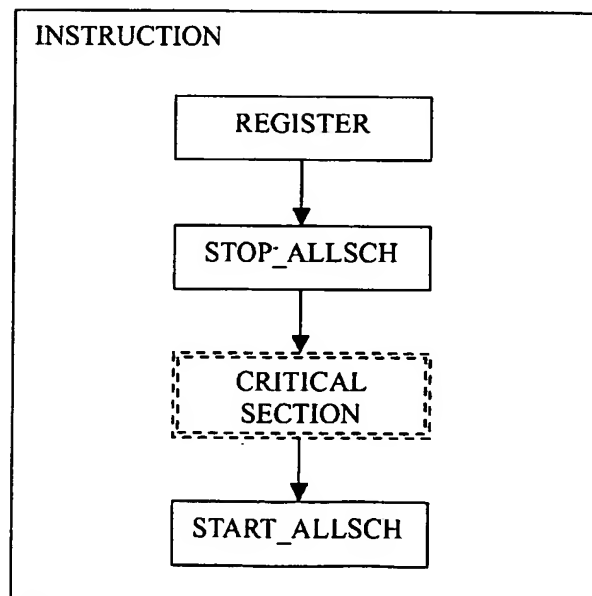 INSTRUCTION
REGISTER
STOP_ALLSCH
CRITICAL
SECTION
START_ALLSCH